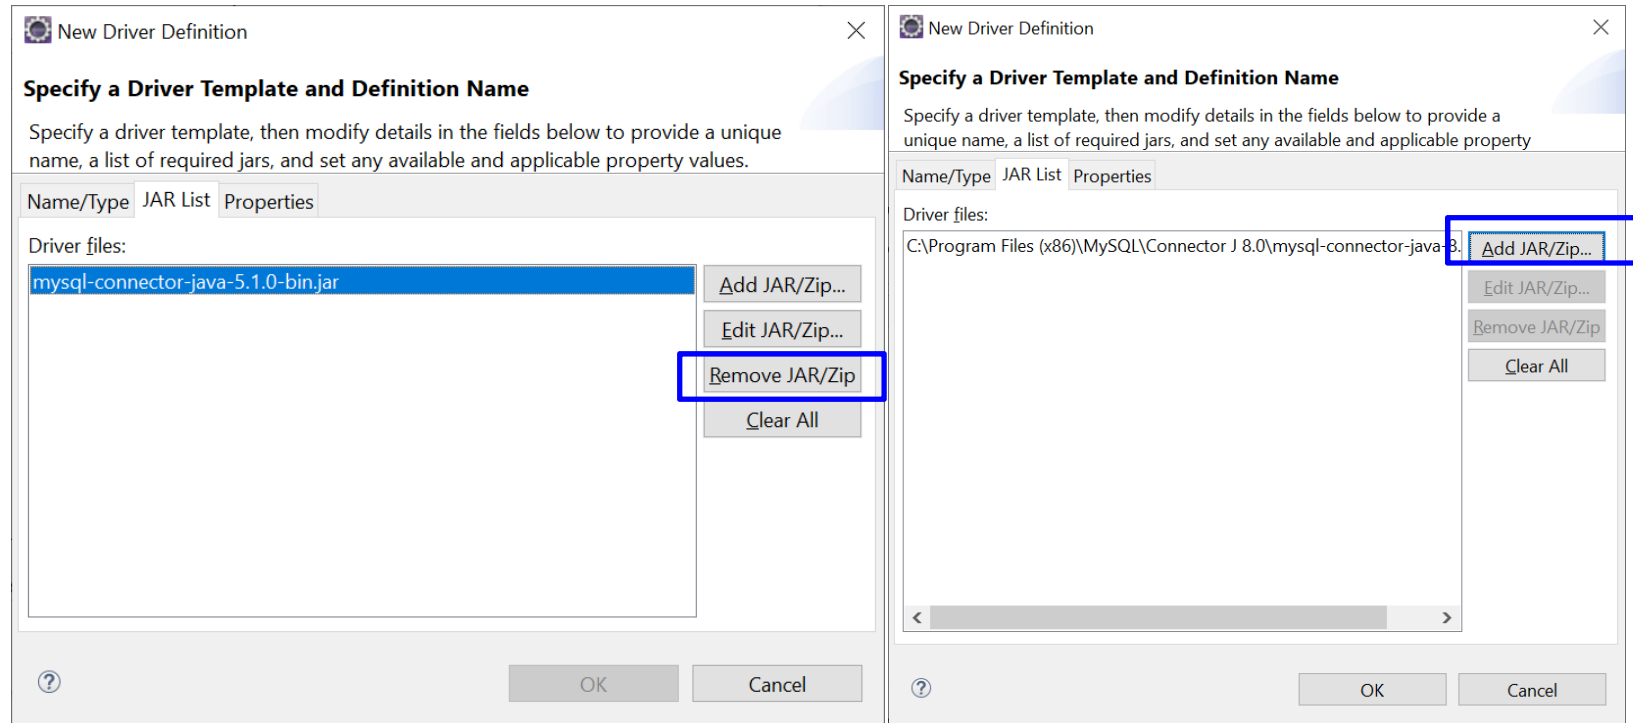 New Driver Definition
Specify a Driver Template and Definition Name
Specify a driver template, then modify details in the fields below to provide a unique
name, a list of required jars, and set any available and applicable property values.
Name/Type JAR List Properties
Driver files:
mysql-connector-java-5.1.0-bin.jar
Add JAR/Zip...
Edit JAR/Zip...
Remove JAR/Zip
Clear All
OK Cancel
New Driver Definition
Specify a Driver Template and Definition Name
Specify a driver template, then modify details in the fields below to provide a
unique name, a list of required jars, and set any available and applicable property
Name/Type JAR List Properties
Driver files:
C:\Program Files (x86)\MySQL\Connector J 8.0\mysql-connector-java-8.
Add JAR/Zip...
Edit JAR/Zip...
Remove JAR/Zip
Clear All
OK Cancel